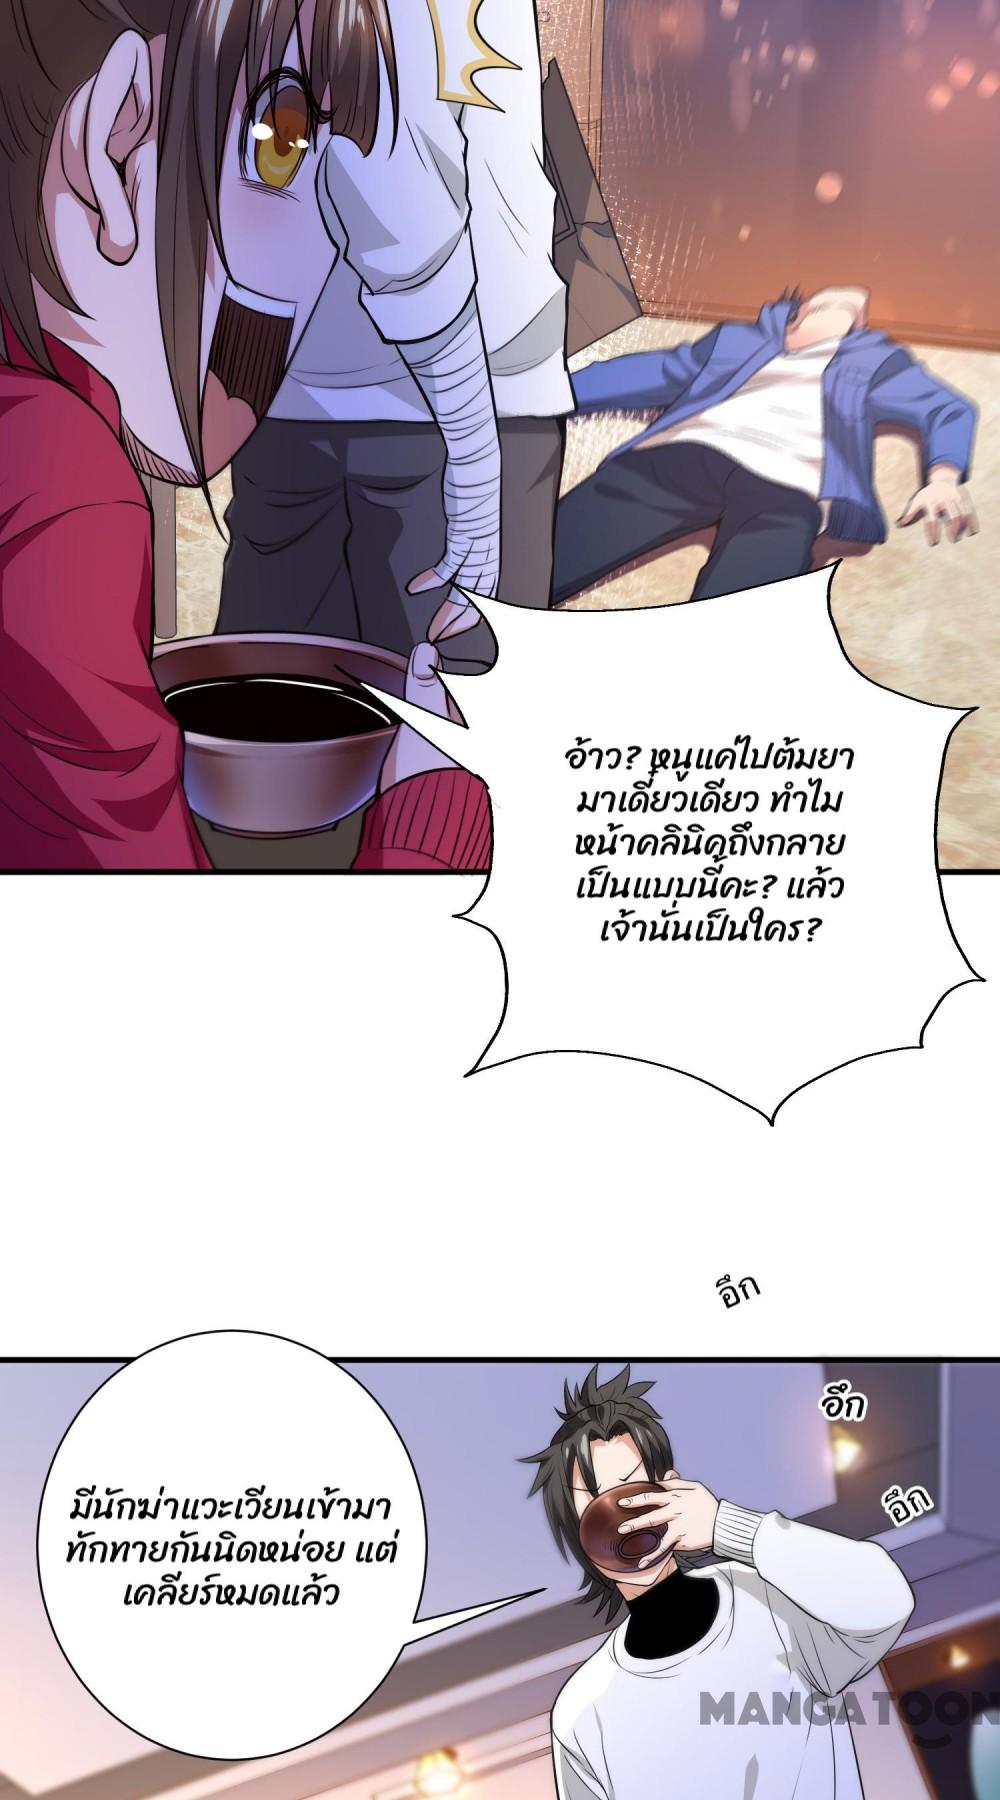 อ้าว? หนูแค่ไปต้มยา
มาเดี๋ยวเดียว ทำไม
หน้าคลินิคถึงกลาย
เป็นแบบนี้คะ? แล้ว
เจ้านั่นเป็นใคร?
อึก
อึก
อึก
มีนักฆ่าแวะเวียนเข้ามา
ทักทายกันนิดหน่อย แต่
เคลียร์หมดแล้ว
MANGATOON